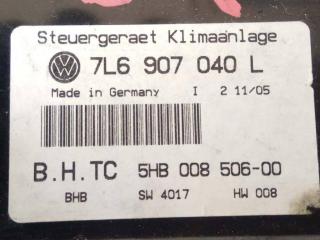 Steuergeraet Klimaanlage
7L6 907 040 L
Made in Germany I 2 11/05
B.H.TC 5HB 008 506-00
BHB SW 4017 HW 008